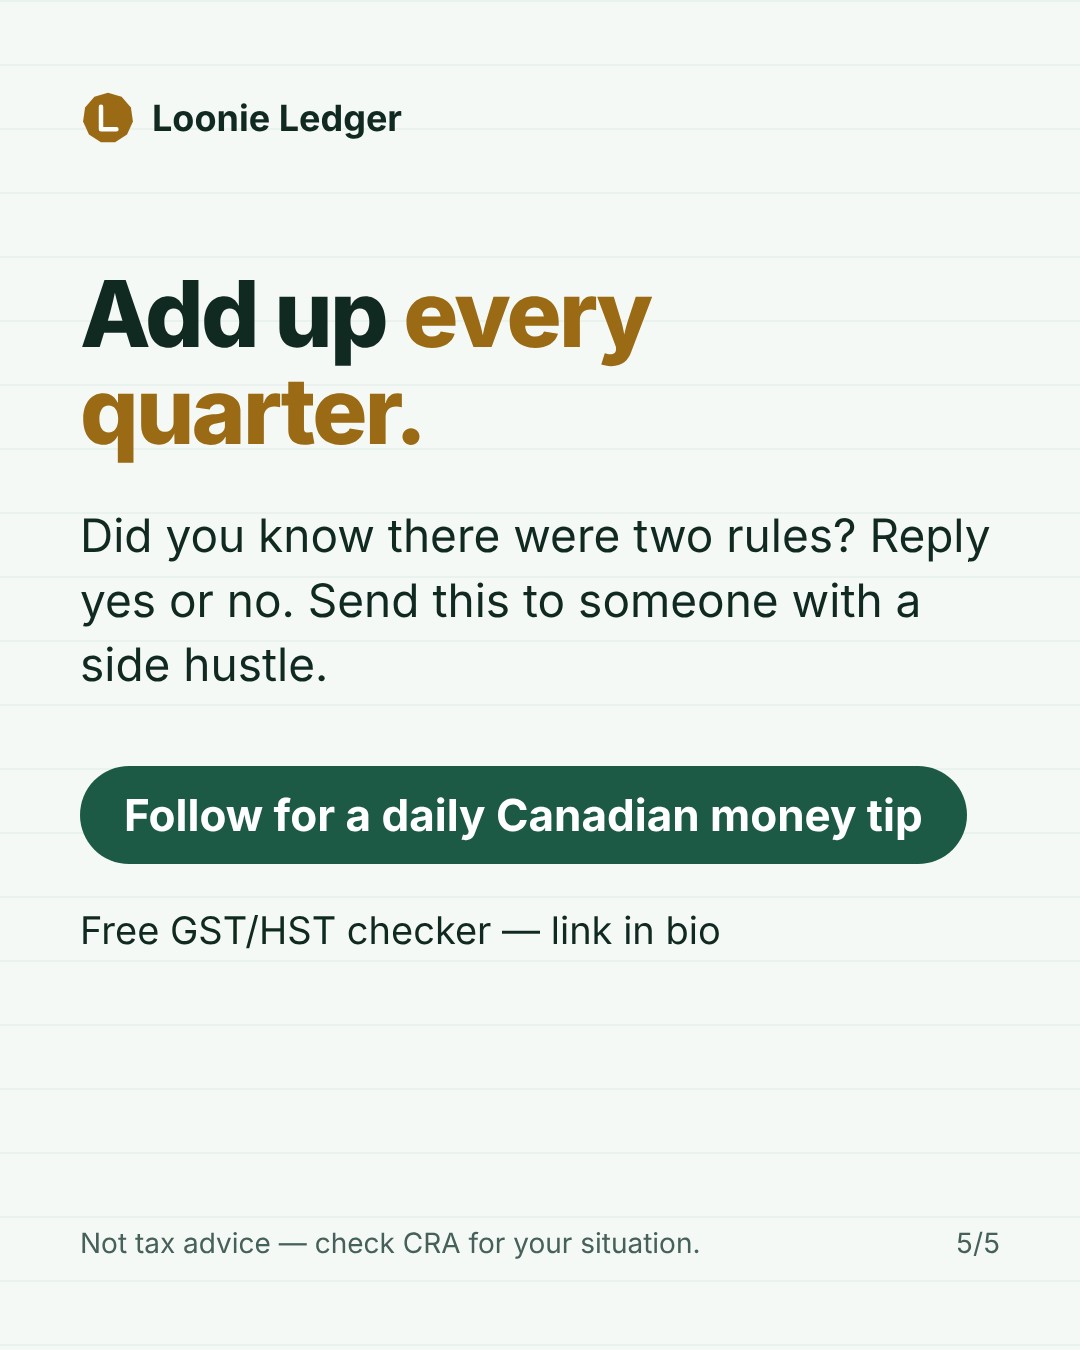 L Loonie Ledger
Add up every
quarter.
Did you know there were two rules? Reply
yes or no. Send this to someone with a
side hustle.
Follow for a daily Canadian money tip
Free GST/HST checker — link in bio
Not tax advice — check CRA for your situation. 5/5